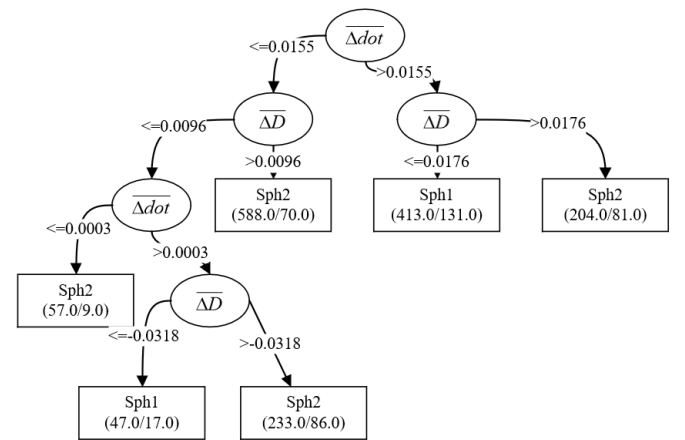 Δdot
<=0.0155
>0.0155
ΔD
ΔD
<=0.0096
>0.0096
<=0.0176
>0.0176
Δdot
Sph2
(588.0/70.0)
Sph1
(413.0/131.0)
Sph2
(204.0/81.0)
<=0.0003
>0.0003
Sph2
(57.0/9.0)
ΔD
<=-0.0318
>-0.0318
Sph1
(47.0/17.0)
Sph2
(233.0/86.0)